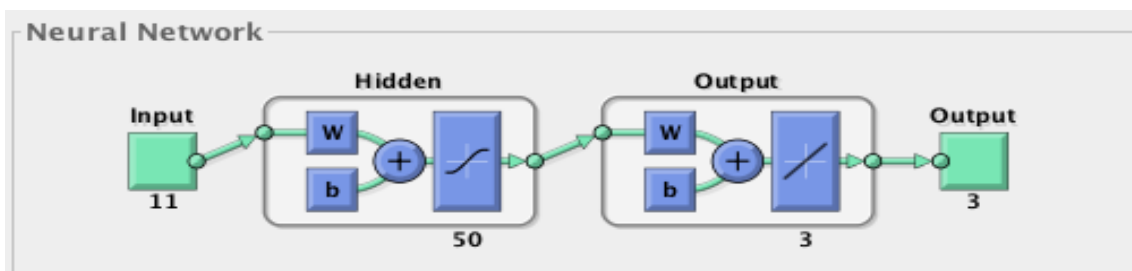 Neural Network
Hidden
Output
Input
Output
W
W
+
+
b
b
11
3
50
3